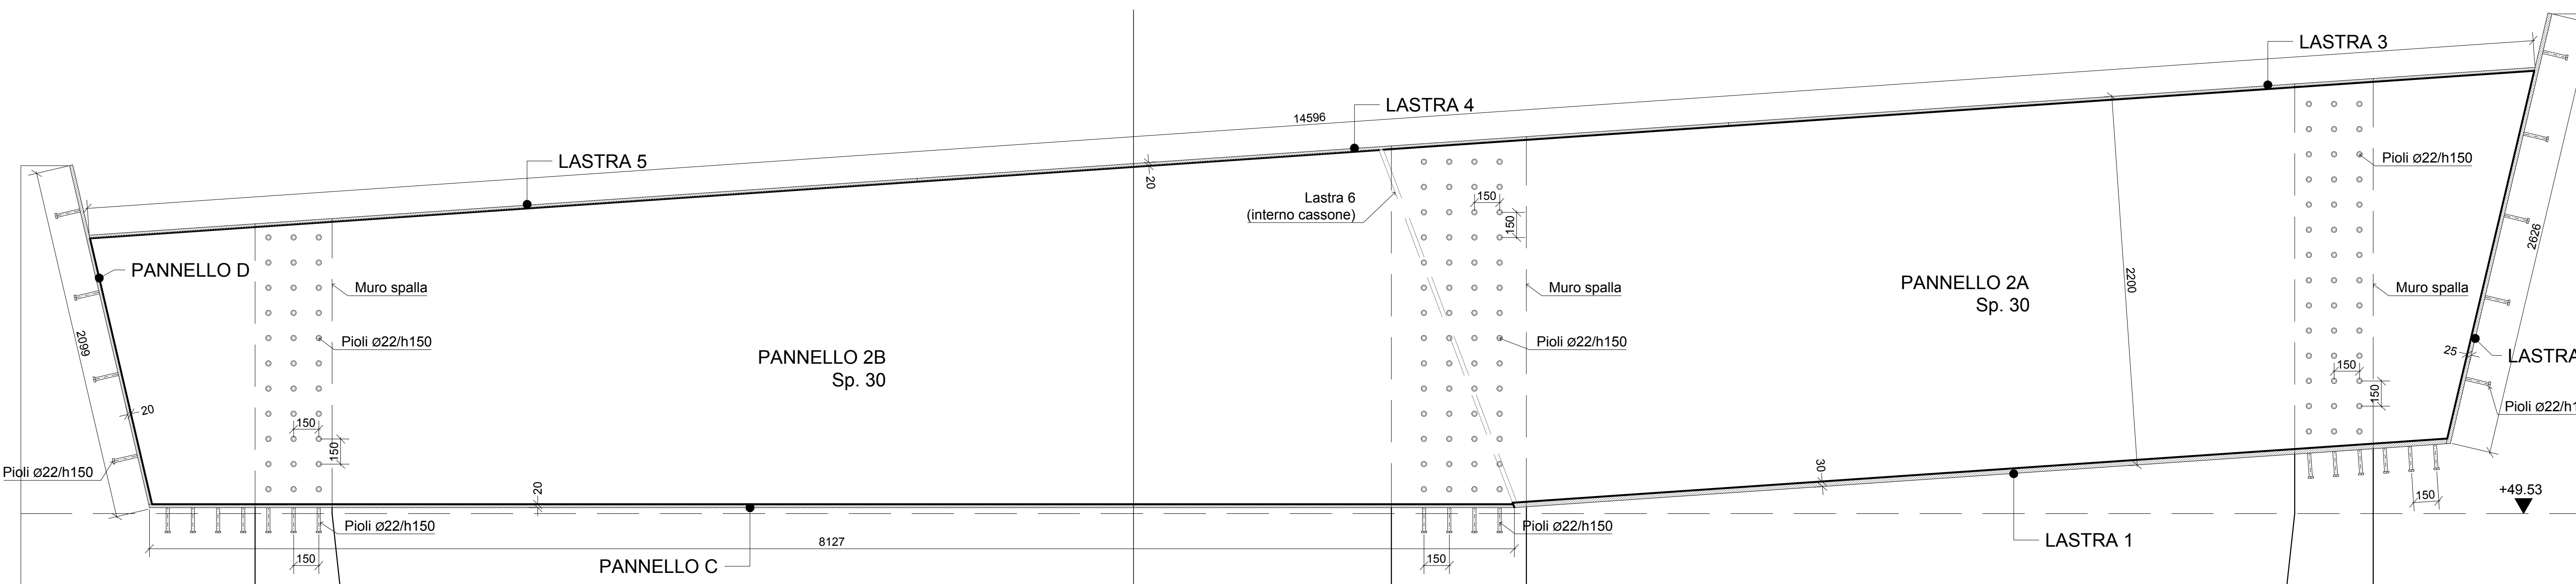 LASTRA 3
LASTRA 4
14596
LASTRA 5
20
Pioli Ø22/h150
Lastra 6
(interno cassone)
150
150
2626
PANNELLO D
PANNELLO 2A
Sp. 30
2200
Muro spalla
Muro spalla
Muro spalla
2099
Pioli Ø22/h150
Pioli Ø22/h150
PANNELLO 2B
Sp. 30
25
LASTRA
150
150
20
Pioli Ø22/h1
150
150
Pioli Ø22/h150
20
30
+49.53
150
Pioli Ø22/h150
Pioli Ø22/h150
8127
LASTRA 1
150
150
PANNELLO C